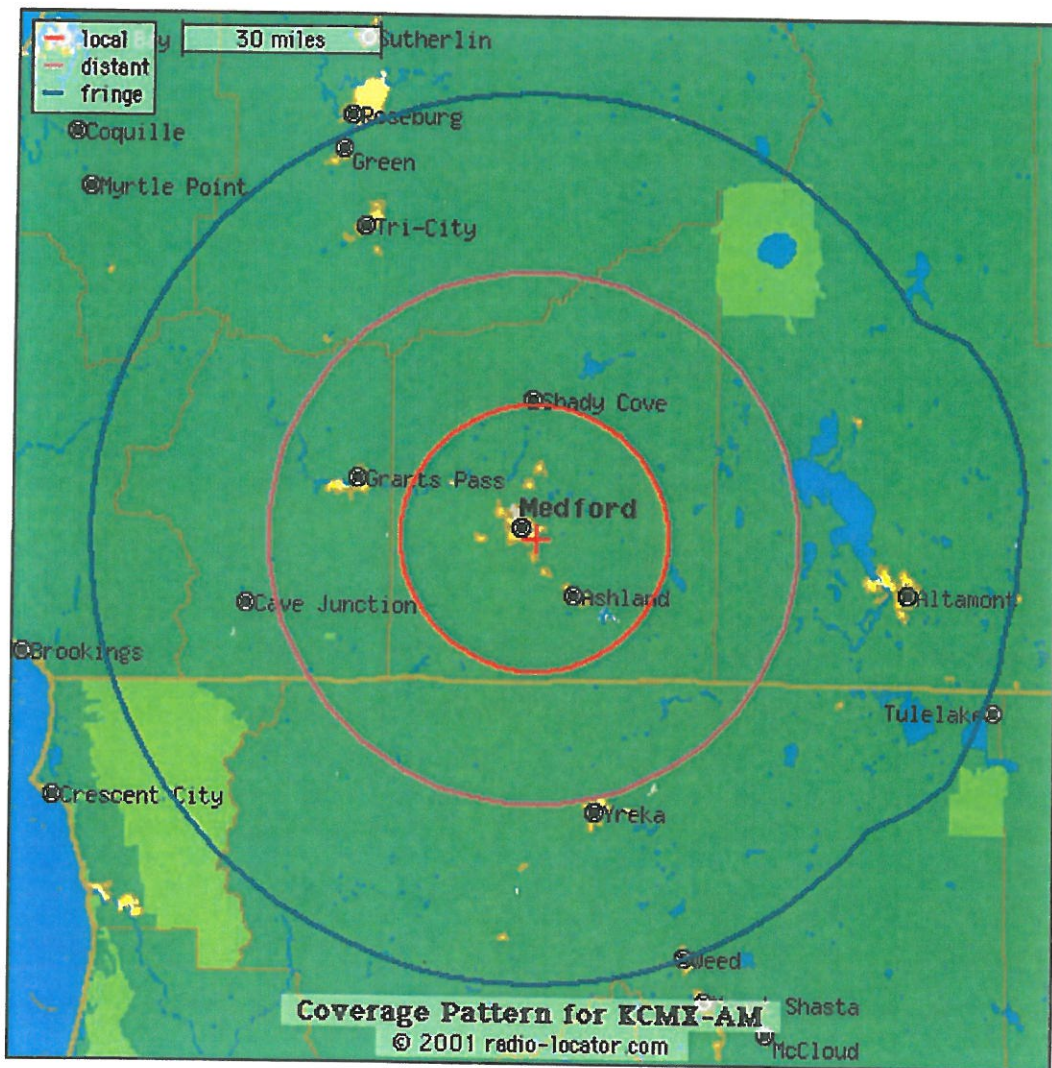 local
distant
fringe
30 miles
Sutherlin
Roseburg
Coquille
Green
Myrtle Point
Tri-City
Shady Cove
Grants Pass
Medford
Cave Junction
Ashland
Altamont
Brookings
Tulelake
Crescent City
Yreka
Weed
Shasta
Coverage Pattern for KCMX-AM
© 2001 radio-locator.com
McCloud